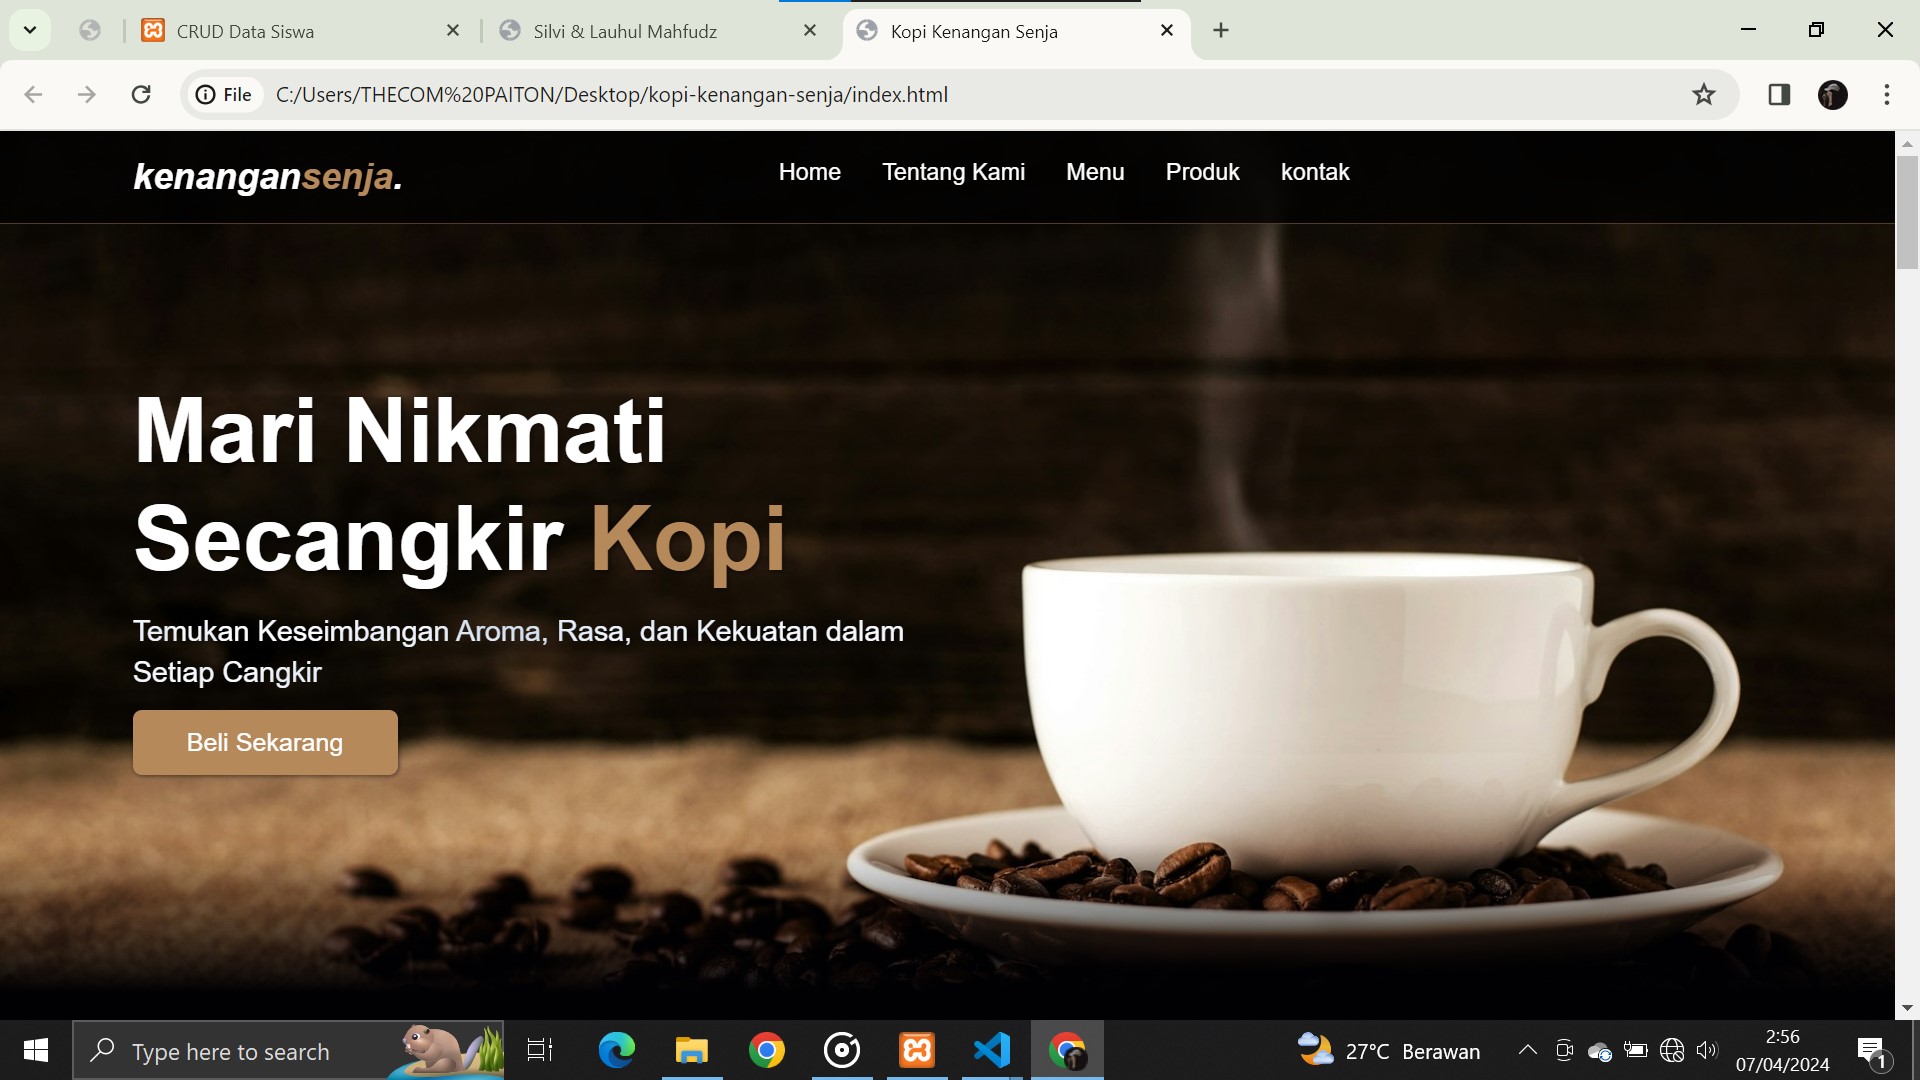 CRUD Data Siswa
Silvi & Lauhul Mahfudz
Kopi Kenangan Senja
File
C:/Users/THECOM%20PAITON/Desktop/kopi-kenangan-senja/index.html
kenangansenja.
Home Tentang Kami Menu Produk kontak
Mari Nikmati
Secangkir Kopi
Temukan Keseimbangan Aroma, Rasa, dan Kekuatan dalam
Setiap Cangkir
Beli Sekarang
Type here to search
27°C Berawan
2:56
07/04/2024
1